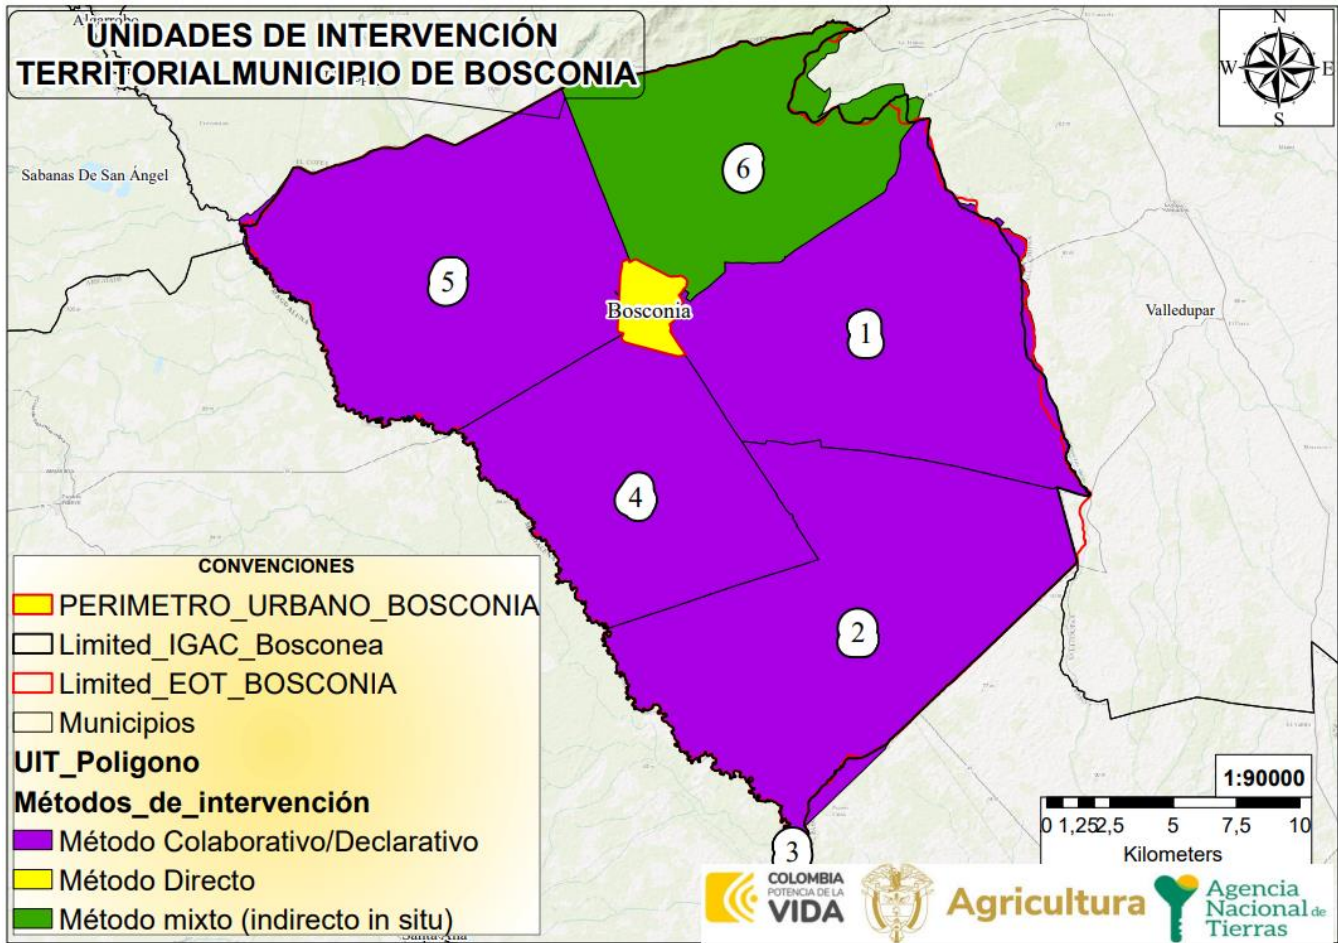 Algarrobo
UNIDADES DE INTERVENCIÓN
TERRITORIALMUNICIPIO DE BOSCONIA
N
W E
S
Sabanas De San Ángel
6
5
Bosconia
1
Valledupar
4
2
3
CONVENCIONES
PERIMETRO_URBANO_BOSCONIA
Limited_IGAC_Bosconea
Limited_EOT_BOSCONIA
Municipios
UIT_Poligono
Métodos_de_intervención
Método Colaborativo/Declarativo
Método Directo
Método mixto (indirecto in situ)
1:90000
0 1,25 2,5 5 7,5 10
Kilometers
COLOMBIA
POTENCIA DE LA
VIDA
Agricultura
Agencia
Nacional de
Tierras
Santa Ana